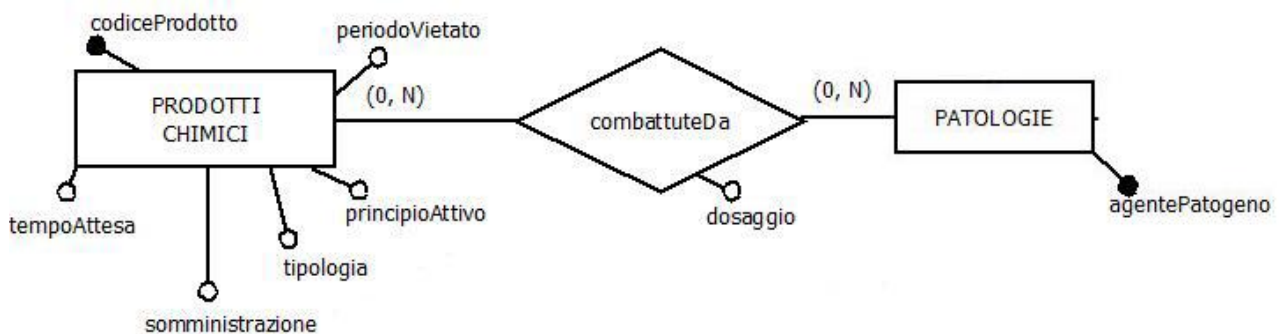 codiceProdotto
periodoVietato
PRODOTTI
CHIMICI
(0, N)
combattuteDa
(0, N)
PATOLOGIE
tempoAttesa
principioAttivo
dosaggio
agentePatogeno
tipologia
somministrazione